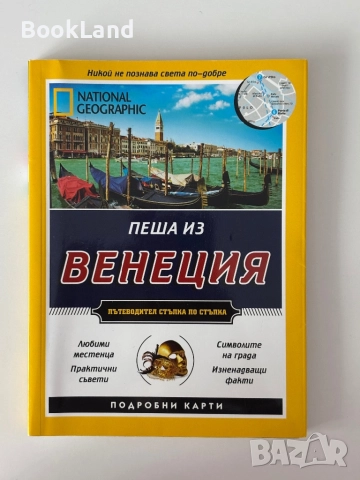 BookLand
Никой не познава света по-добре
NATIONAL
GEOGRAPHIC
ПЕША ИЗ
ВЕНЕЦИЯ
ПЪТЕВОДИТЕЛ СТЪПКА ПО СТЪПКА
Любими
местенца
Практични
съвети
Символите
на града
Изненадващи
факти
ПОДРОБНИ КАРТИ
BAZAR
bg